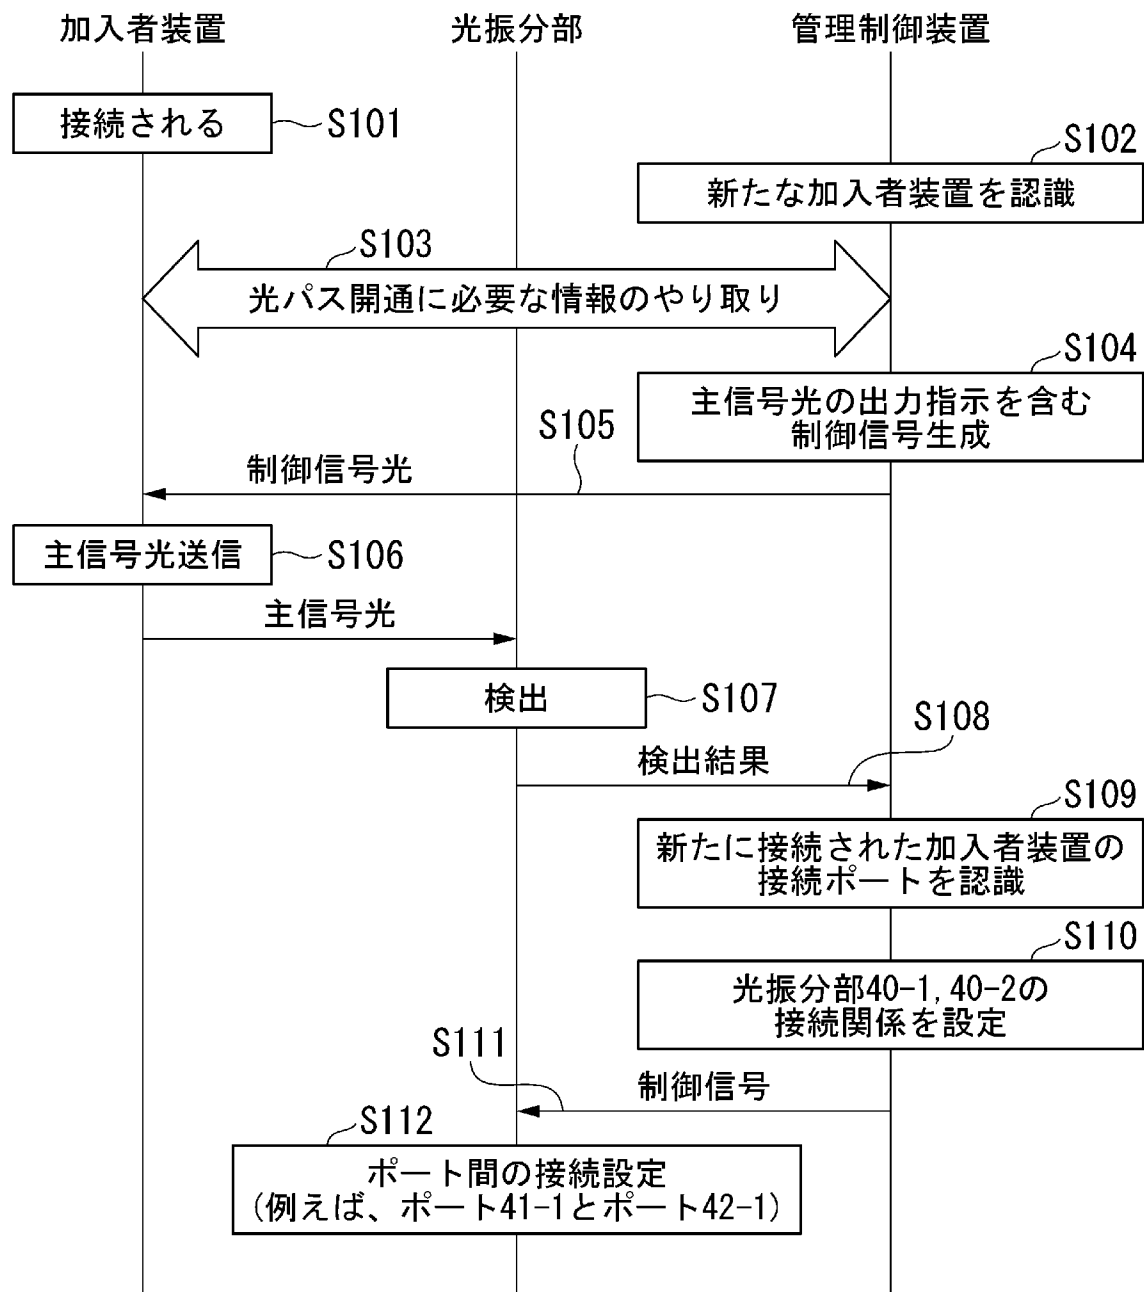 加入者装置
光振分部
管理制御装置
接続される
S101
S102
新たな加入者装置を認識
S103
光パス開通に必要な情報のやり取り
S104
主信号光の出力指示を含む
制御信号生成
S105
制御信号光
主信号光送信
S106
主信号光
検出
S107
S108
検出結果
S109
新たに接続された加入者装置の
接続ポートを認識
S110
光振分部40-1,40-2の
接続関係を設定
S111
制御信号
S112
ポート間の接続設定
(例えば、ポート41-1とポート42-1)